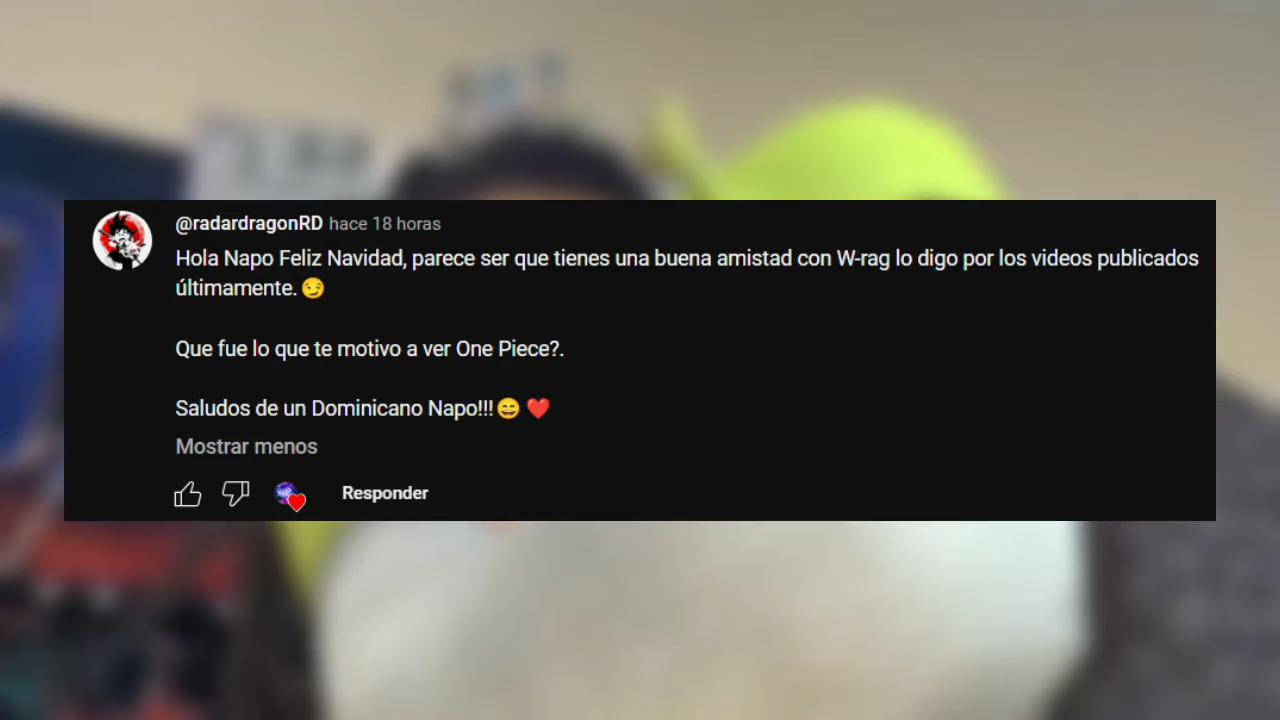 @radardragonRD hace 18 horas
Hola Napo Feliz Navidad, parece ser que tienes una buena amistad con W-rag lo digo por los videos publicados
últimamente.😏
Que fue lo que te motivo a ver One Piece?.
Saludos de un Dominicano Napo!!!😄 ❤️
Mostrar menos
Responder